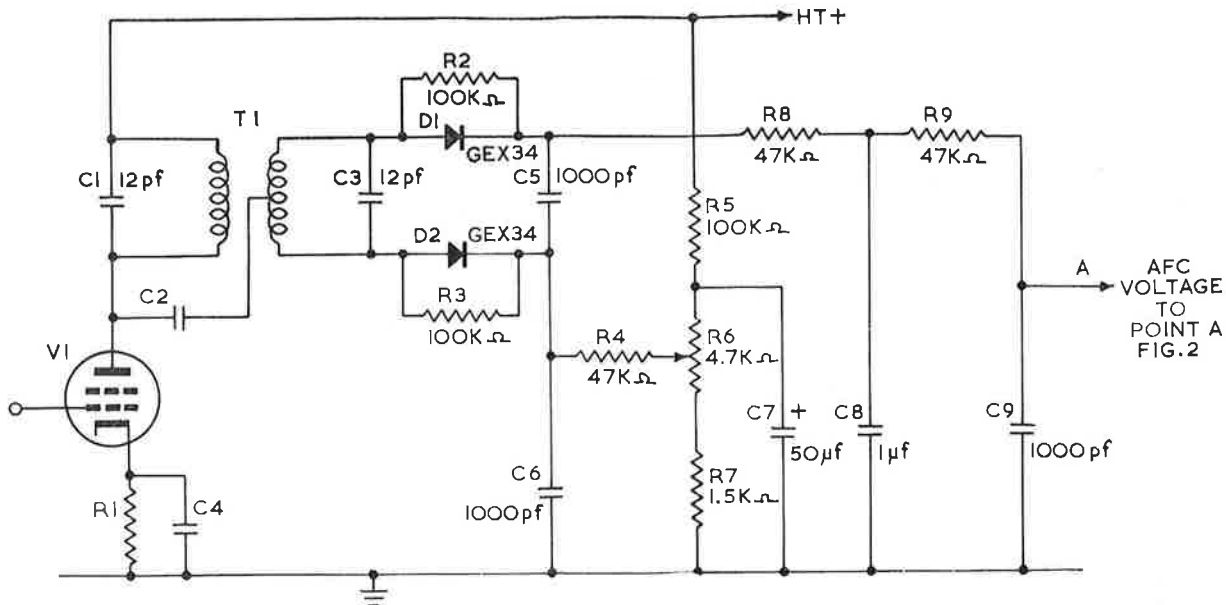 HT+
R2
100KΩ
T1
D1
GEX34
R8
47KΩ
R9
47KΩ
C1
12pf
C3
12pf
C5
1000pf
R5
100KΩ
D2
GEX34
C2
R3
100KΩ
A
AFC
VOLTAGE
TO
POINT A
FIG.2
V1
R4
47KΩ
R6
4.7KΩ
C7
+
50μf
C8
1μf
C9
1000pf
R7
1.5KΩ
C6
1000pf
R1
C4